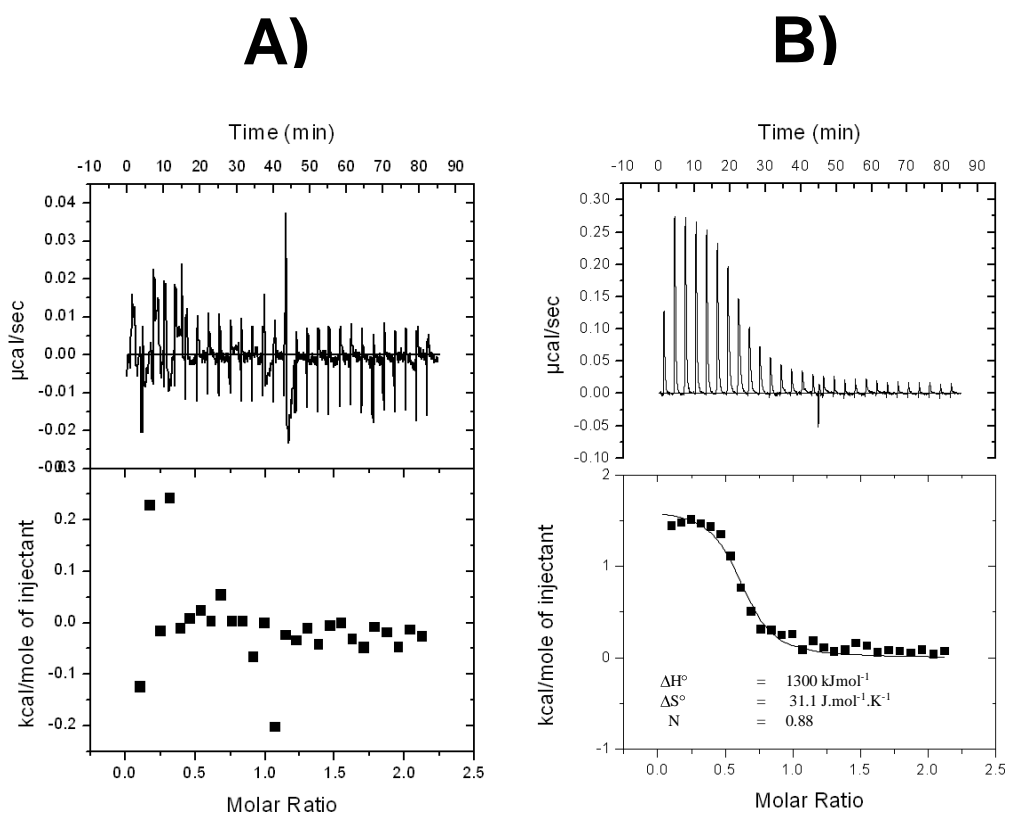 A)
B)
Time (min)
-10 0 10 20 30 40 50 60 70 80 90
0.04
0.03
0.02
0.01
0.00
-0.01
-0.02
µcal/sec
0.2
0.1
0.0
-0.1
-0.2
kcal/mole of injectant
0.0 0.5 1.0 1.5 2.0 2.5
Molar Ratio
Time (min)
-10 0 10 20 30 40 50 60 70 80 90
0.30
0.25
0.20
0.15
0.10
0.05
0.00
-0.05
-0.10
µcal/sec
2
1
0
-1
kcal/mole of injectant
ΔH° = 1300 kJmol⁻¹
ΔS° = 31.1 J.mol⁻¹.K⁻¹
N = 0.88
0.0 0.5 1.0 1.5 2.0 2.5
Molar Ratio